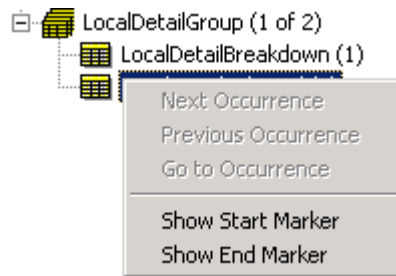 LocalDetailGroup (1 of 2)
LocalDetailBreakdown (1)
Next Occurrence
Previous Occurrence
Go to Occurrence
Show Start Marker
Show End Marker